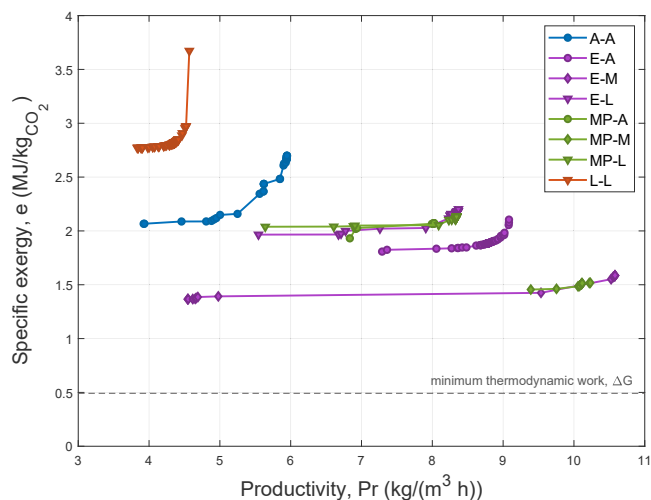 4
3.5
3
2.5
2
1.5
1
0.5
0
Specific exergy, e (MJ/kg_CO_2)
A-A
E-A
E-M
E-L
MP-A
MP-M
MP-L
L-L
minimum thermodynamic work, ΔG
3 4 5 6 7 8 9 10 11
Productivity, Pr (kg/(m³ h))